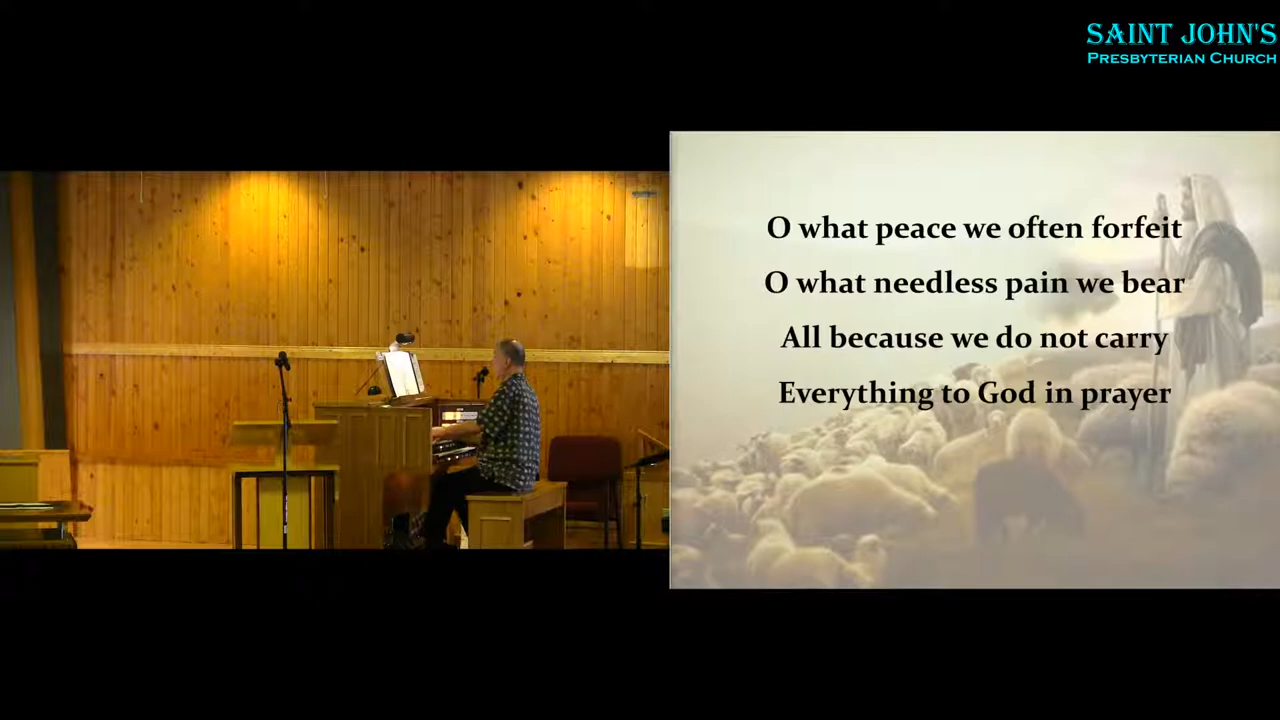 SAINT JOHN'S
PRESBYTERIAN CHURCH
O what peace we often forfeit
O what needless pain we bear
All because we do not carry
Everything to God in prayer